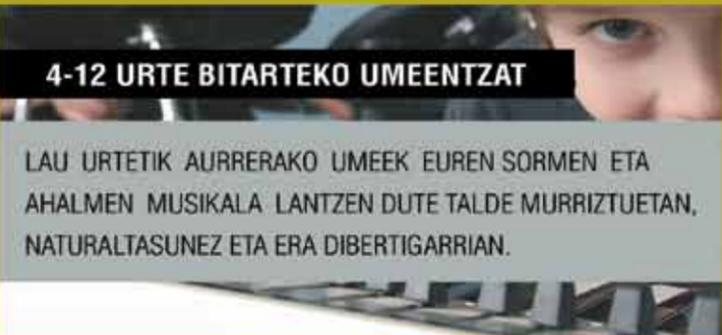 4-12 URTE BITARTEKO UMEENTZAT
LAU URTETIK AURRERAKO UMEEK EUREN SORMEN ETA
AHALMEN MUSIKALA LANTZEN DUTE TALDE MURRIZTUETAN,
NATURALTASUNEZ ETA ERA DIBERTIGARRIAN.